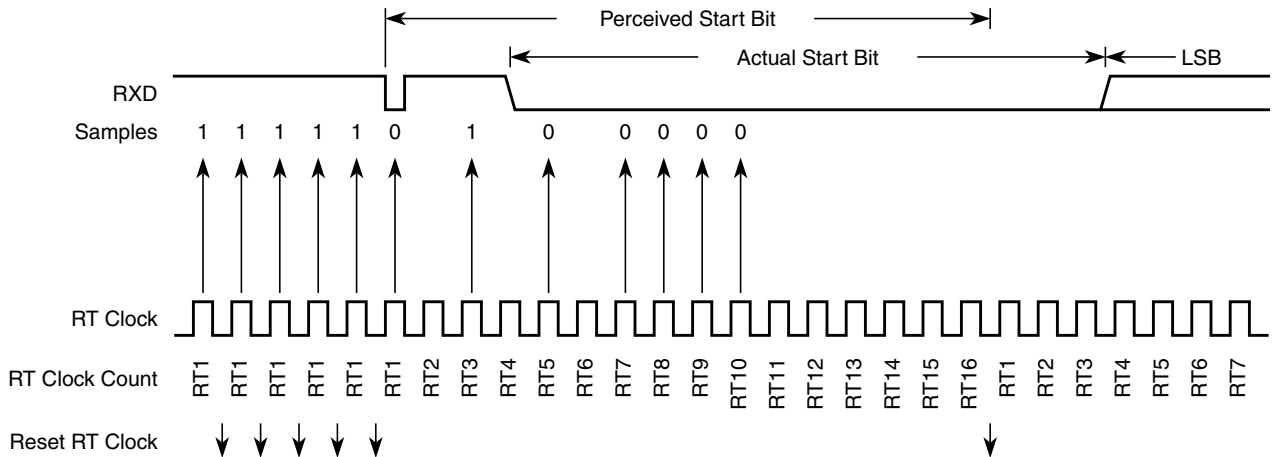 Perceived Start Bit
Actual Start Bit LSB
RXD
Samples 1 1 1 1 1 0 1 0 0 0 0 0
RT Clock
RT Clock Count RT1 RT1 RT1 RT1 RT1 RT1 RT2 RT3 RT4 RT5 RT6 RT7 RT8 RT9 RT10 RT11 RT12 RT13 RT14 RT15 RT16 RT1 RT2 RT3 RT4 RT5 RT6 RT7
Reset RT Clock